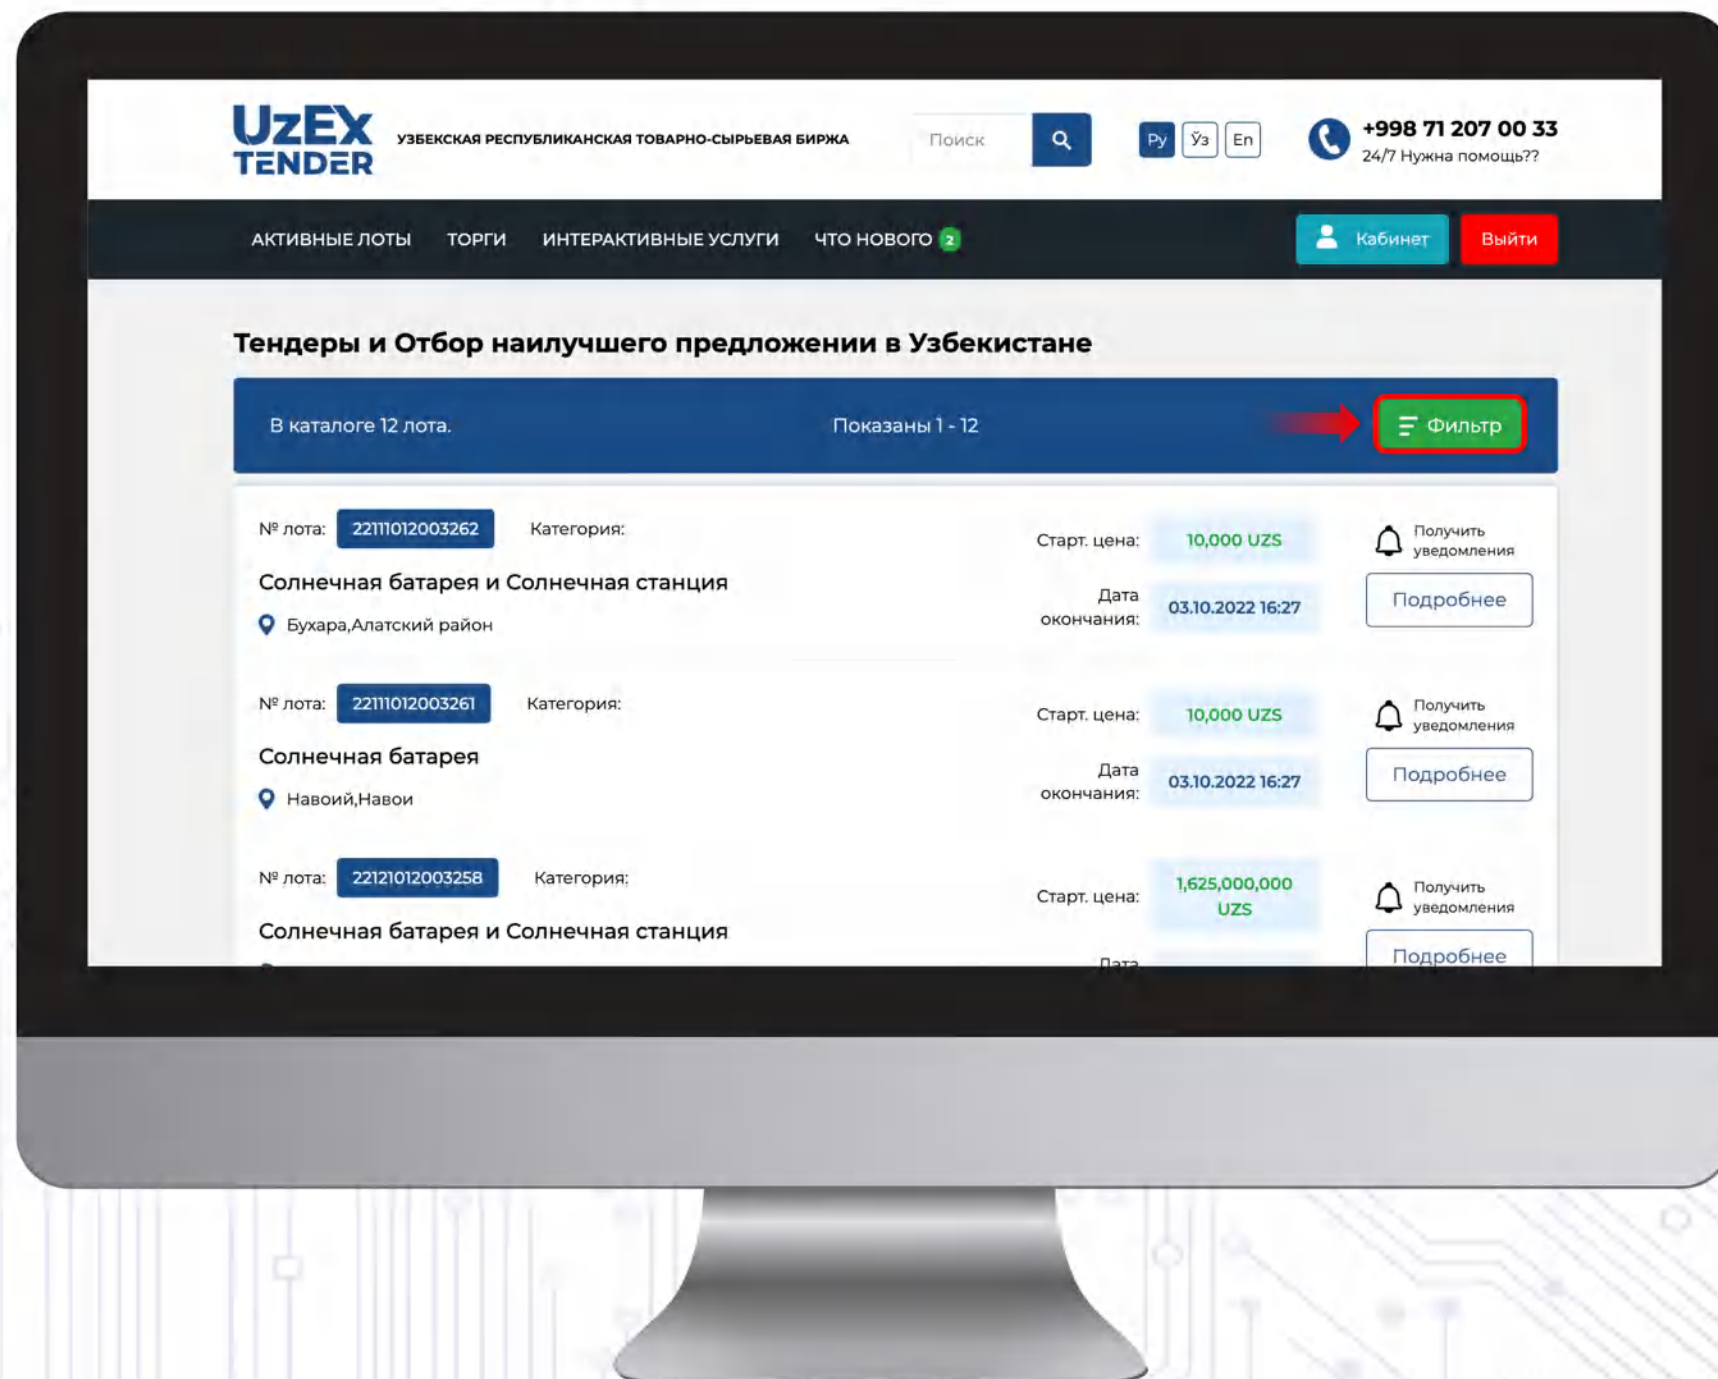 UzEX
TENDER
УЗБЕКСКАЯ РЕСПУБЛИКАНСКАЯ ТОВАРНО-СЫРЬЕВАЯ БИРЖА
Поиск
Ру Ўз En
+998 71 207 00 33
24/7 Нужна помощь??
АКТИВНЫЕ ЛОТЫ ТОРГИ ИНТЕРАКТИВНЫЕ УСЛУГИ ЧТО НОВОГО 2
Кабинет Выйти
Тендеры и Отбор наилучшего предложении в Узбекистане
В каталоге 12 лота. Показаны 1 - 12 Фильтр
№ лота: 22111012003262 Категория:
Солнечная батарея и Солнечная станция
Бухара,Алатский район
Старт. цена: 10,000 UZS
Дата
окончания: 03.10.2022 16:27
Получить
уведомления
Подробнее
№ лота: 22111012003261 Категория:
Солнечная батарея
Навоий,Навои
Старт. цена: 10,000 UZS
Дата
окончания: 03.10.2022 16:27
Получить
уведомления
Подробнее
№ лота: 22121012003258 Категория:
Солнечная батарея и Солнечная станция
Старт. цена: 1,625,000,000
UZS
Дата
Получить
уведомления
Подробнее